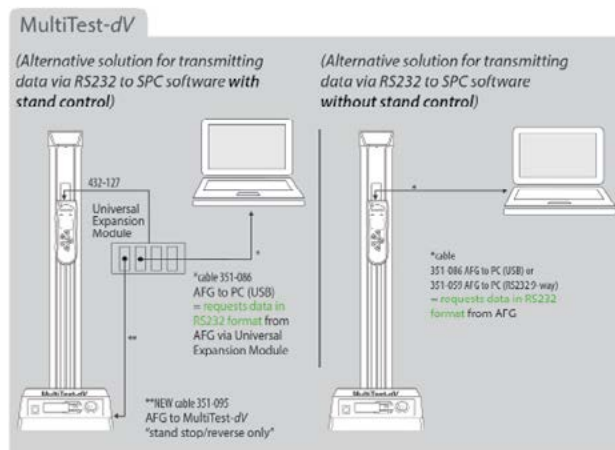 MultiTest-dV
(Alternative solution for transmitting
data via RS232 to SPC software with
stand control)
432-127
Universal
Expansion
Module
*
*cable 351-086
AFG to PC (USB)
– requests data in
RS232 format from
AFG via Universal
Expansion Module
**
**NEW cable 351-095
AFG to MultiTest-dV
"stand stop/reverse only"
MultiTest-dV
(Alternative solution for transmitting
data via RS232 to SPC software
without stand control)
*
*cable
351-086 AFG to PC (USB) or
351-059 AFG to PC (RS232 9-way)
– requests data in RS232
format from AFG
MultiTest-dV